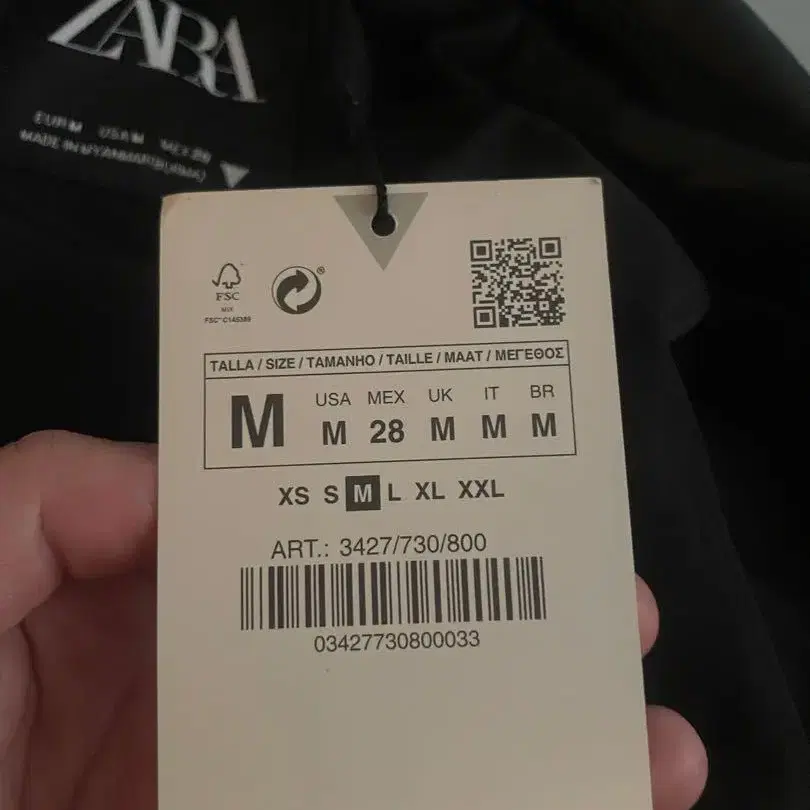 ZARA
EUR M USA M MEX 28
MADE IN MYANMAR (BURMA)
FSC
MIX
FSC® C145389
®
TALLA / SIZE / TAMANHO / TAILLE / MAAT / ΜΕΓΕΘΟΣ
M
USA MEX UK IT BR
M 28 M M M
XS S M L XL XXL
ART.: 3427/730/800
03427730800033